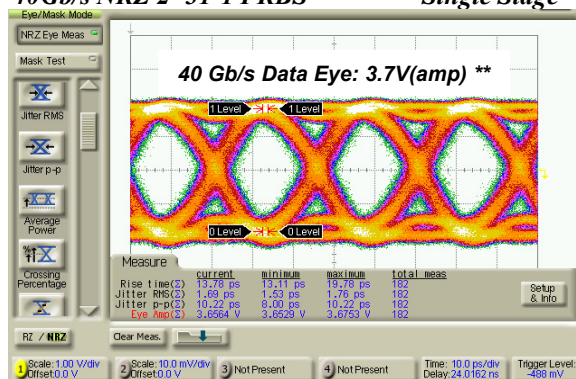 40Gb/s NRZ 2^31-1 PRBS Single Stage
Eye/Mask Mode
NRZ Eye Meas
Mask Test
40 Gb/s Data Eye: 3.7V(amp) **
1 Level 1 Level
Jitter RMS
Jitter p-p
Average
Power
0 Level 0 Level
Crossing
Percentage
Measure
current minimum maximum total meas
Rise time(Σ) 13.78 ps 13.11 ps 19.78 ps 182
Jitter RMS(Σ) 1.69 ps 1.53 ps 1.76 ps 182
Jitter p-p(Σ) 10.22 ps 8.00 ps 10.22 ps 182
Eye Amp(Σ) 3.6564 V 3.6529 V 3.6753 V 182
Setup
& Info
RZ / NRZ
Clear Meas.
1 Scale: 1.00 V/div
Offset:0.0 V
2 Scale: 10.0 mV/div
Offset:0.0 V
3 Not Present
4 Not Present
Time: 10.0 ps/div
Delay:24.0162 ns
Trigger Level:
-488 mV